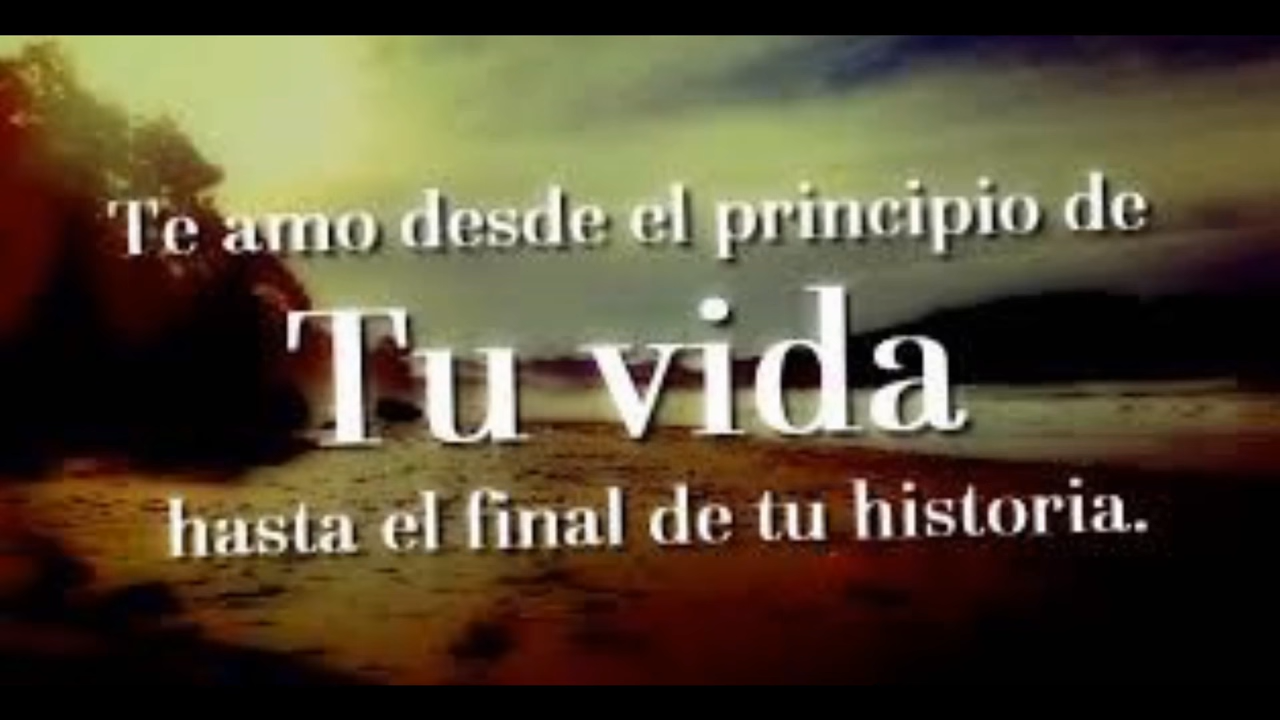 Te amo desde el principio de
Tu vida
hasta el final de tu historia.